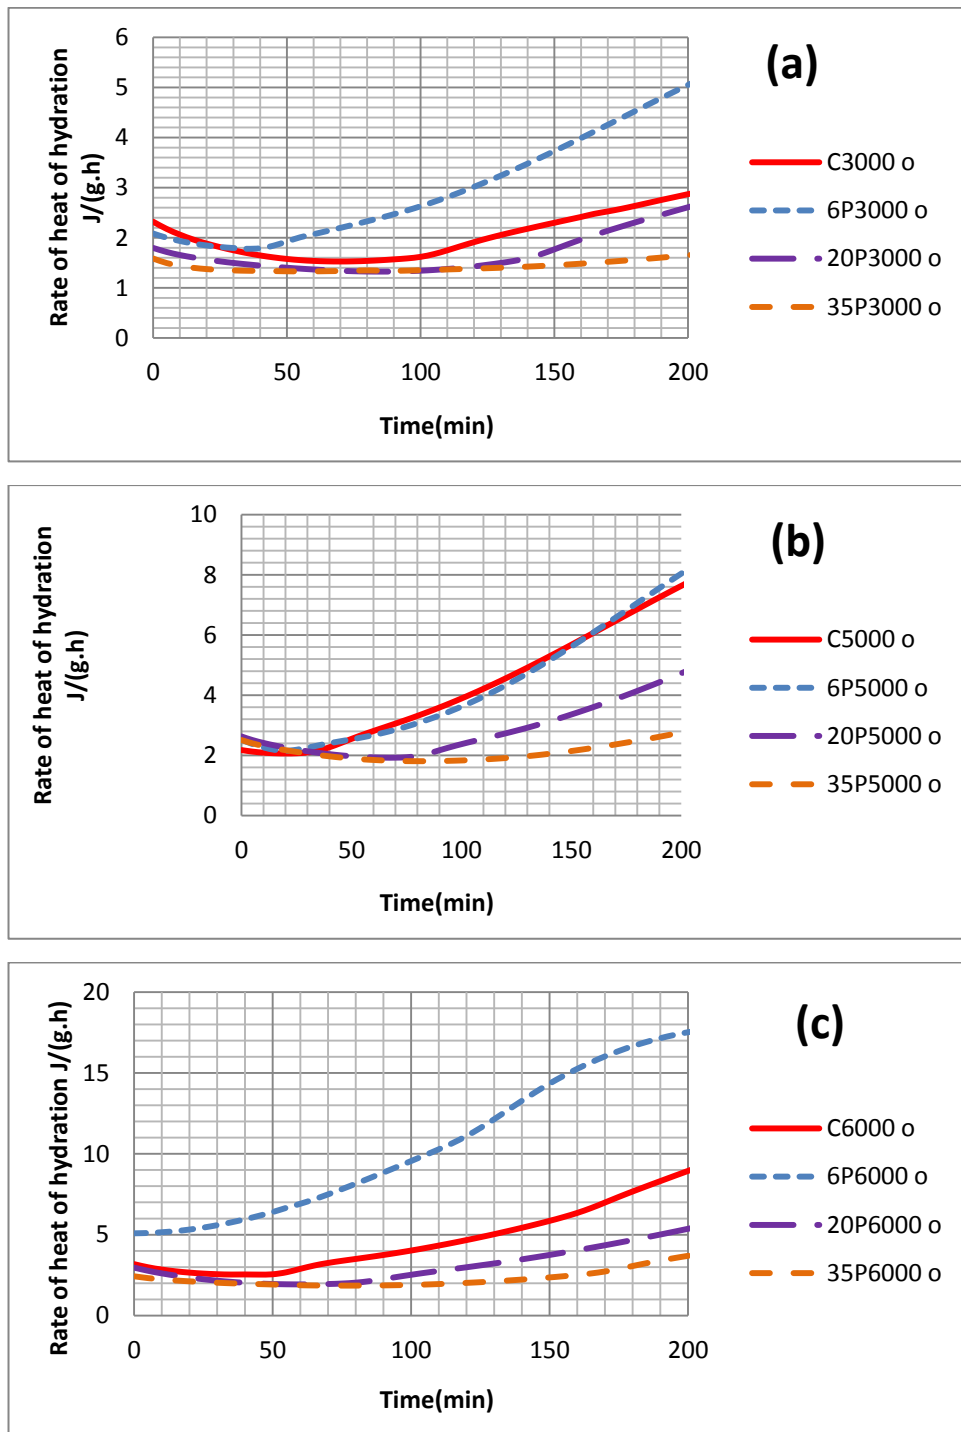 (a)
Rate of heat of hydration
J/(g.h)
6
5
4
3
2
1
0
0 50 100 150 200
Time(min)
C3000 o
6P3000 o
20P3000 o
35P3000 o
(b)
Rate of heat of hydration
J/(g.h)
10
8
6
4
2
0
0 50 100 150 200
Time(min)
C5000 o
6P5000 o
20P5000 o
35P5000 o
(c)
Rate of heat of hydration J/(g.h)
20
15
10
5
0
0 50 100 150 200
Time(min)
C6000 o
6P6000 o
20P6000 o
35P6000 o